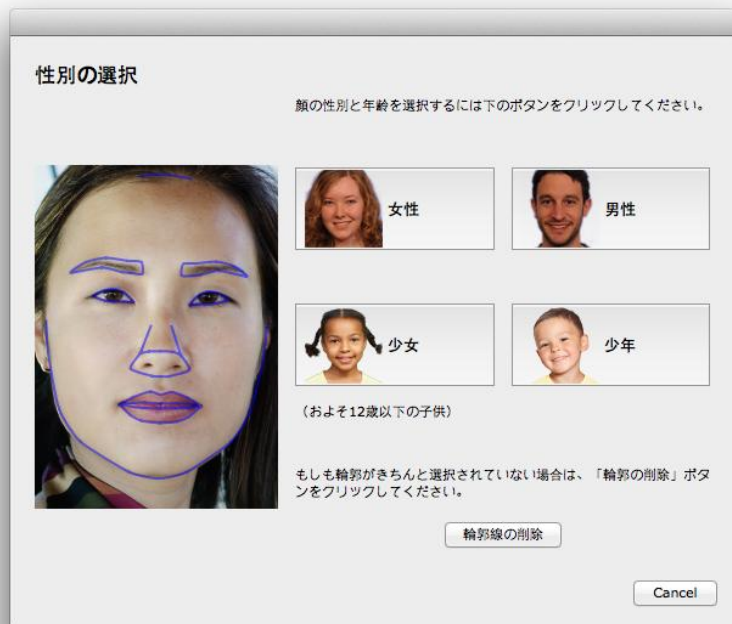 性別の選択
顔の性別と年齢を選択するには下のボタンをクリックしてください。
女性
男性
少女
少年
（およそ12歳以下の子供）
もしも輪郭がきちんと選択されていない場合は、「輪郭の削除」ボタ
ンをクリックしてください。
輪郭線の削除
Cancel